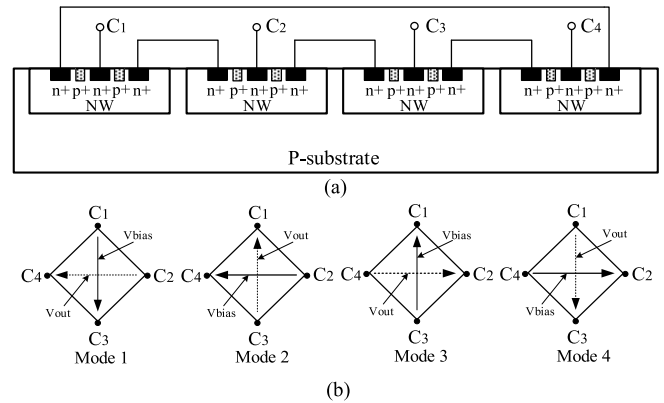 C1 C2 C3 C4
n+ p+ n+ p+ n+ n+ p+ n+ p+ n+ n+ p+ n+ p+ n+ n+ p+ n+ p+ n+
NW NW NW NW
P-substrate
(a)
C1 C1 C1 C1
Vbias Vout Vbias Vout
C4 C2 C4 C2 C4 C2 C4 C2
Vout Vbias Vout Vbias
C3 C3 C3 C3
Mode 1 Mode 2 Mode 3 Mode 4
(b)